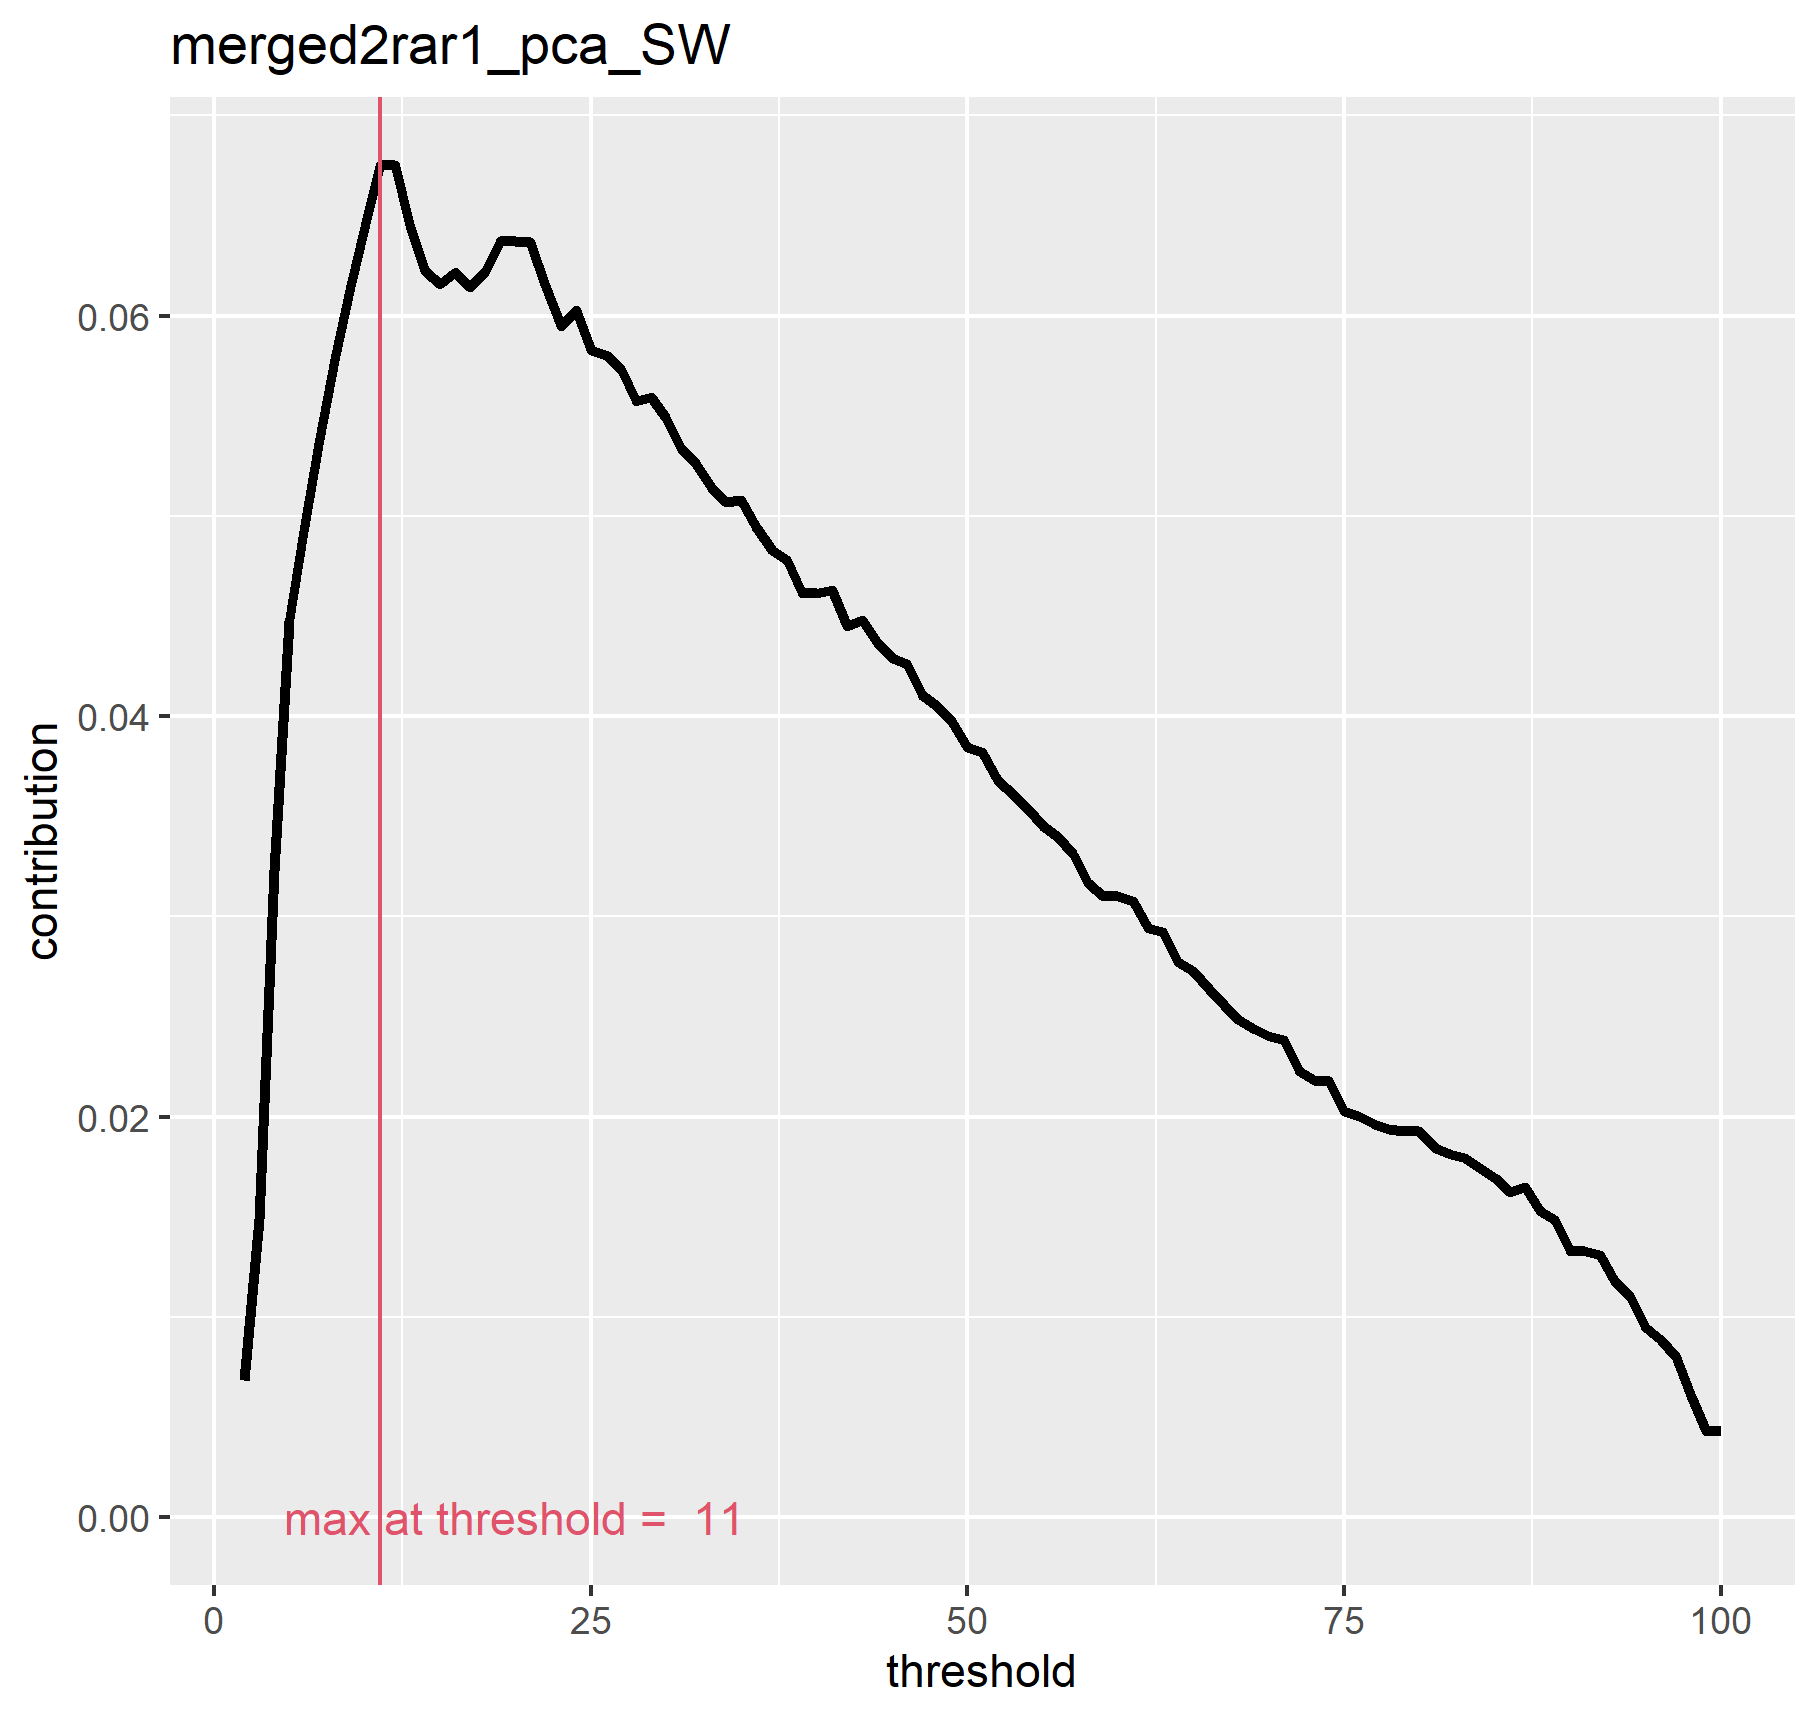 merged2rar1_pca_SW
contribution
0.06
0.04
0.02
0.00
max at threshold = 11
0 25 50 75 100
threshold